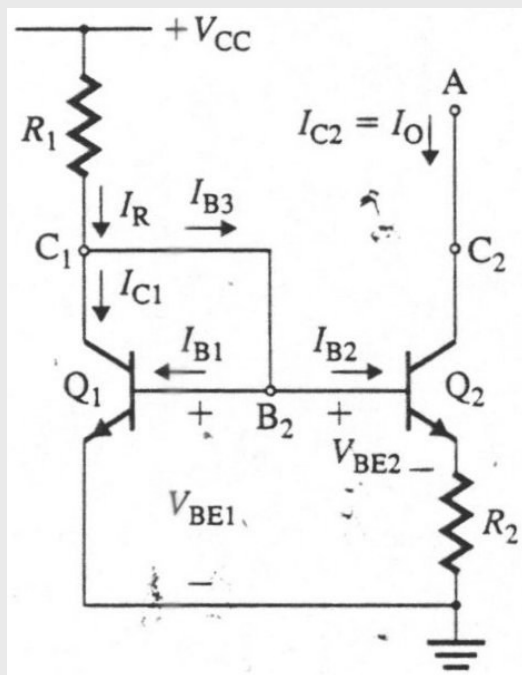 +V_CC
A
R_1
I_C2 = I_O
I_R
I_B3
C_1
C_2
I_C1
I_B1
I_B2
Q_1
Q_2
+
B_2
+
V_BE2 −
V_BE1
R_2
−